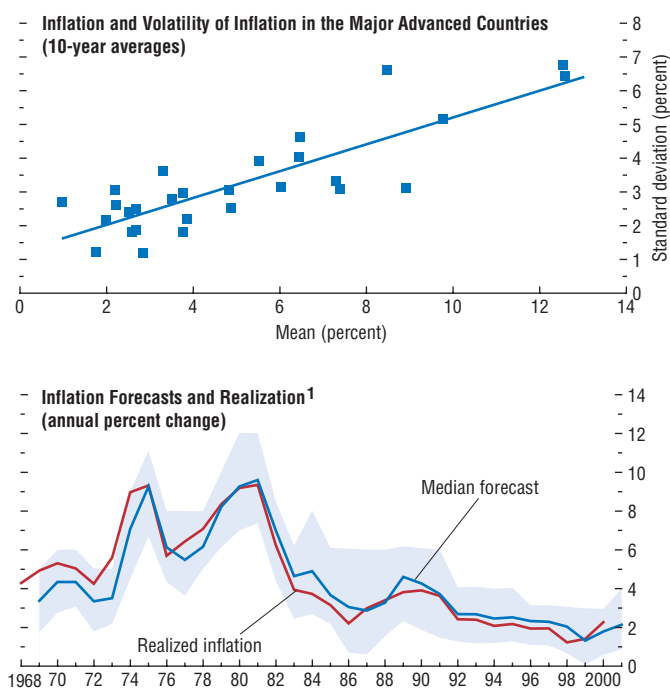 Inflation and Volatility of Inflation in the Major Advanced Countries
(10-year averages)
8
7
6
5
4
3
2
1
0
Standard deviation (percent)
0 2 4 6 8 10 12 14
Mean (percent)
Inflation Forecasts and Realization1
(annual percent change)
14
12
10
8
6
4
2
0
Median forecast
Realized inflation
1968 70 72 74 76 78 80 82 84 86 88 90 92 94 96 98 2000